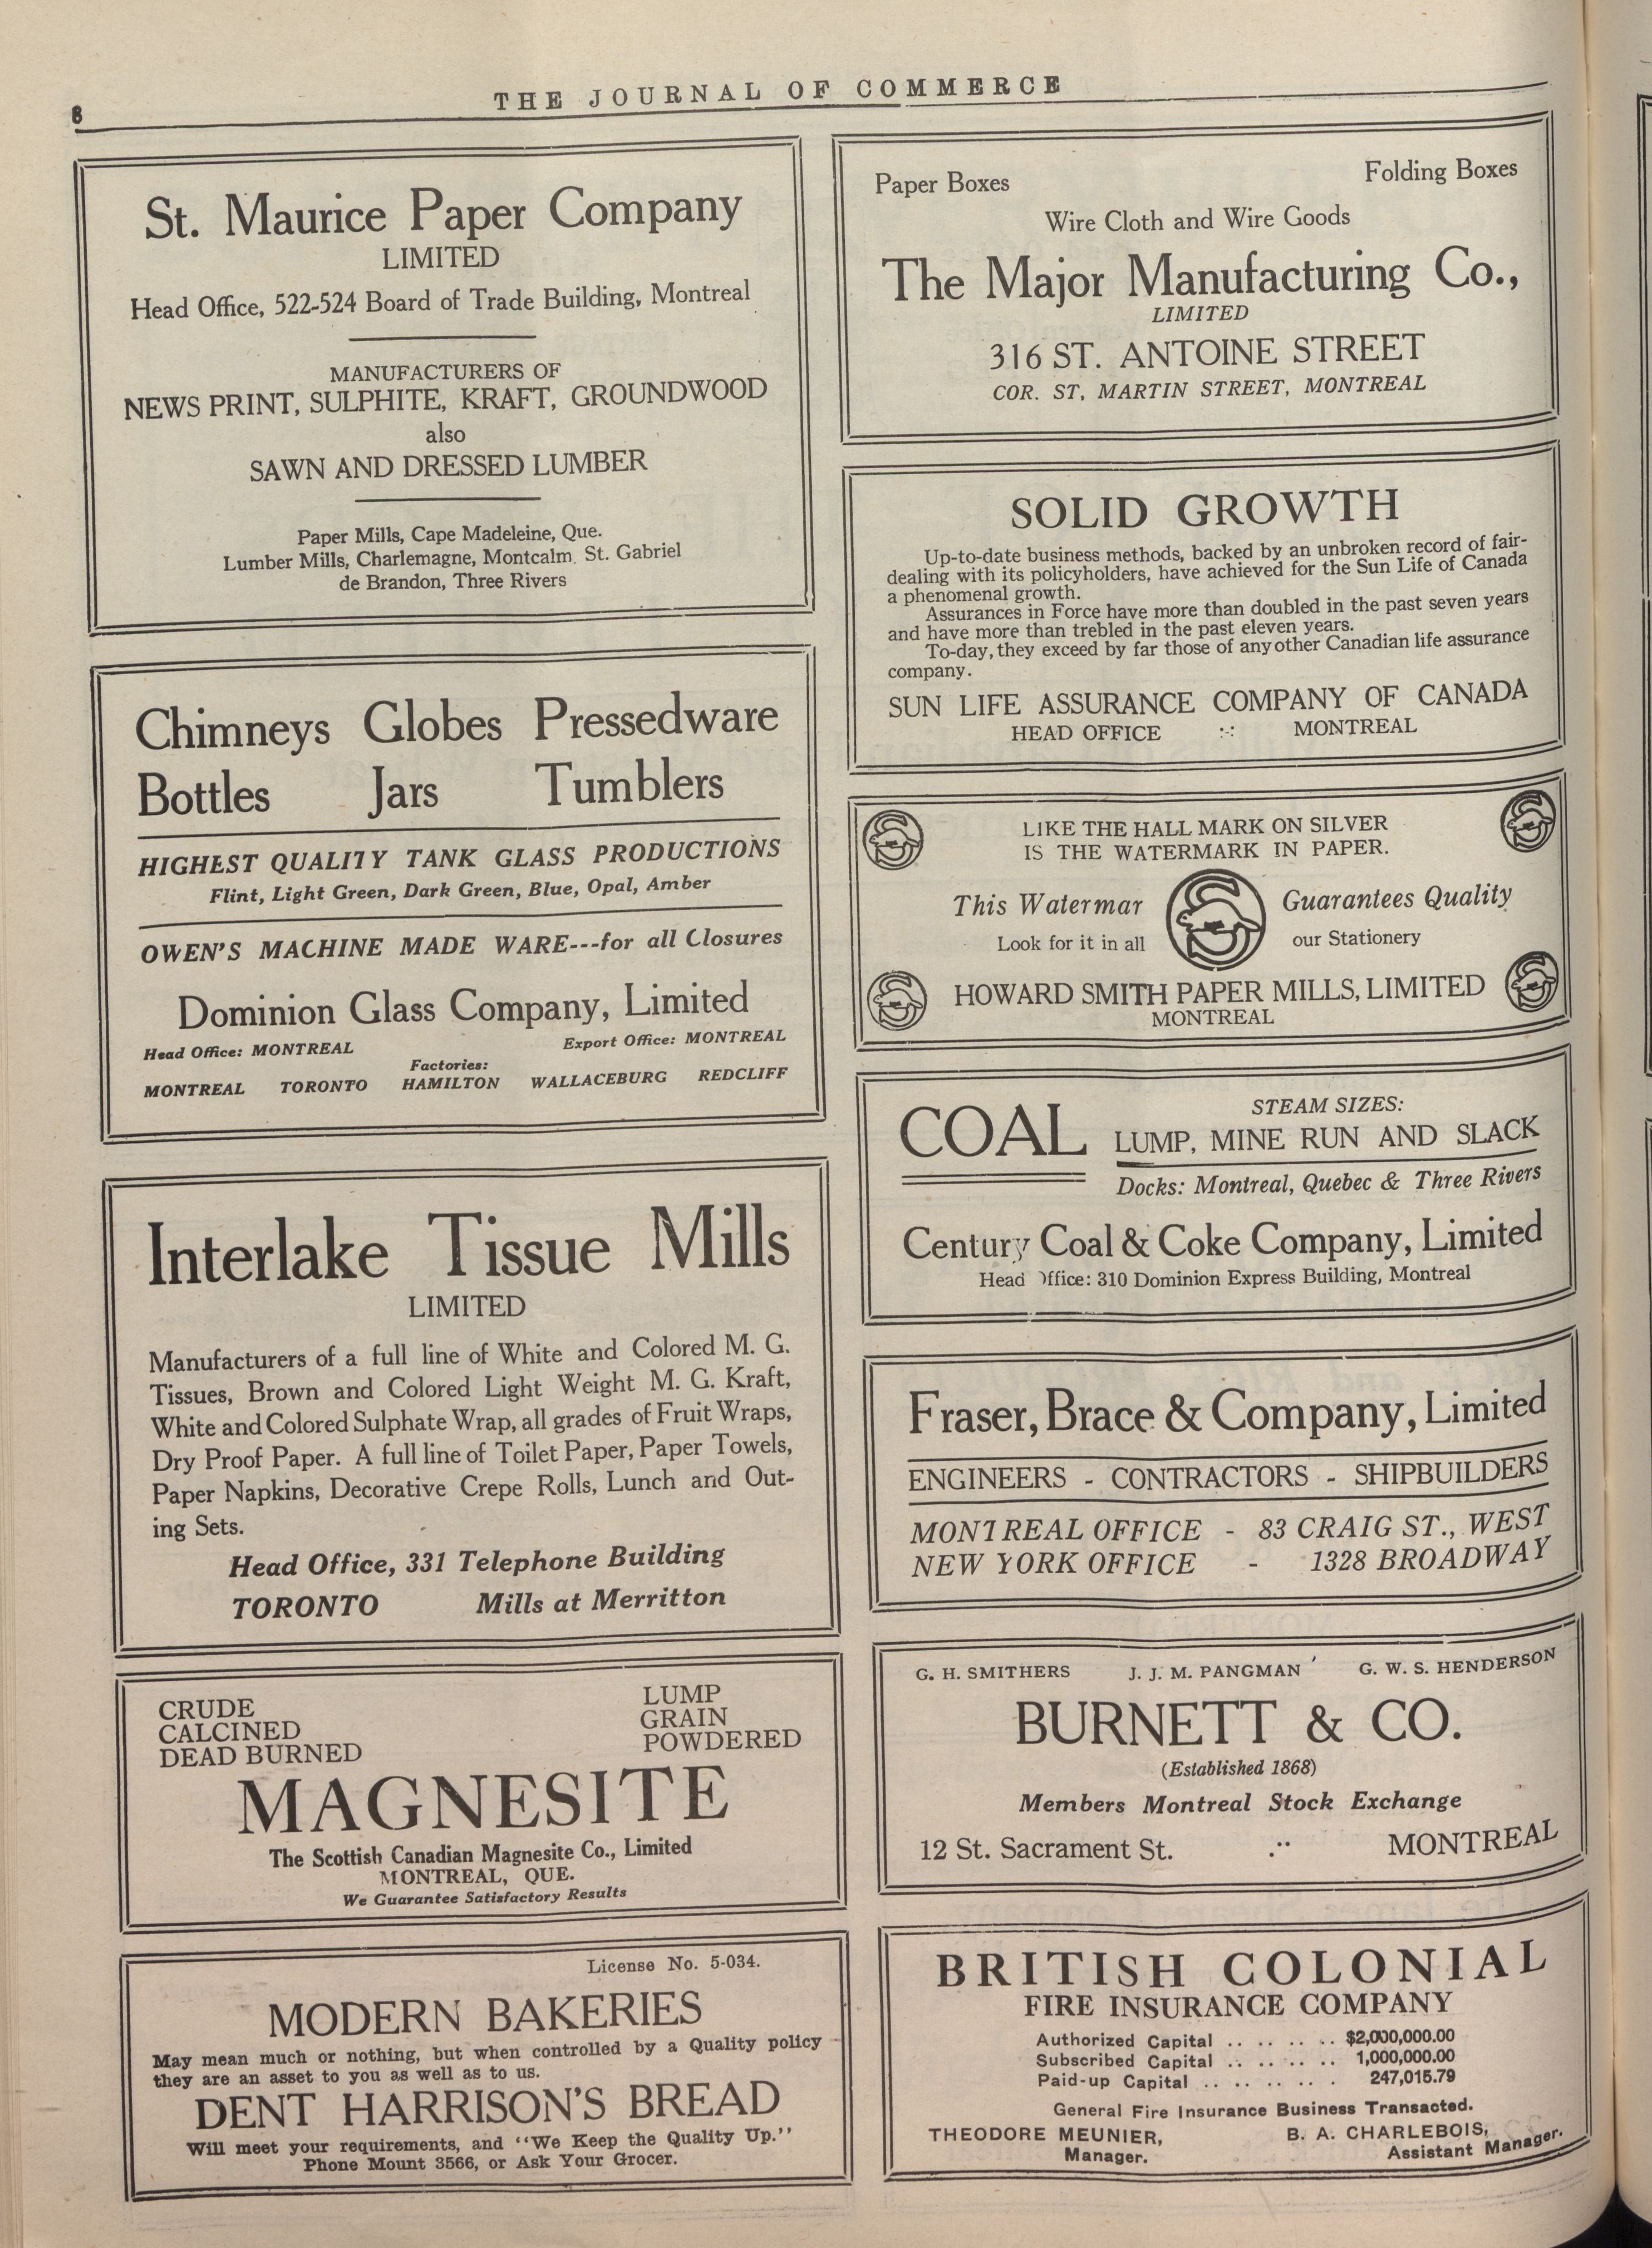 8
THE JOURNAL OF COMMERCE
St. Maurice Paper Company
LIMITED
Head Office, 522-524 Board of Trade Building, Montreal
MANUFACTURERS OF
NEWS PRINT, SULPHITE, KRAFT, GROUNDWOOD
also
SAWN AND DRESSED LUMBER
Paper Mills, Cape Madeleine, Que.
Lumber Mills, Charlemagne, Montcalm, St. Gabriel
de Brandon, Three Rivers
Chimneys Globes Pressedware
Bottles Jars Tumblers
HIGHEST QUALITY TANK GLASS PRODUCTIONS
Flint, Light Green, Dark Green, Blue, Opal, Amber
OWEN'S MACHINE MADE WARE---for all Closures
Dominion Glass Company, Limited
Head Office: MONTREAL Export Office: MONTREAL
Factories:
MONTREAL TORONTO HAMILTON WALLACEBURG REDCLIFF
Interlake Tissue Mills
LIMITED
Manufacturers of a full line of White and Colored M. G.
Tissues, Brown and Colored Light Weight M. G. Kraft,
White and Colored Sulphate Wrap, all grades of Fruit Wraps,
Dry Proof Paper. A full line of Toilet Paper, Paper Towels,
Paper Napkins, Decorative Crepe Rolls, Lunch and Out-
ing Sets.
Head Office, 331 Telephone Building
TORONTO Mills at Merritton
CRUDE LUMP
CALCINED GRAIN
DEAD BURNED POWDERED
MAGNESITE
The Scottish Canadian Magnesite Co., Limited
MONTREAL, QUE.
We Guarantee Satisfactory Results
License No. 5-034.
MODERN BAKERIES
May mean much or nothing, but when controlled by a Quality policy
they are an asset to you as well as to us.
DENT HARRISON'S BREAD
Will meet your requirements, and "We Keep the Quality Up."
Phone Mount 3566, or Ask Your Grocer.
Paper Boxes Folding Boxes
Wire Cloth and Wire Goods
The Major Manufacturing Co.,
LIMITED
316 ST. ANTOINE STREET
COR. ST, MARTIN STREET, MONTREAL
SOLID GROWTH
Up-to-date business methods, backed by an unbroken record of fair-
dealing with its policyholders, have achieved for the Sun Life of Canada
a phenomenal growth.
Assurances in Force have more than doubled in the past seven years
and have more than trebled in the past eleven years.
To-day, they exceed by far those of any other Canadian life assurance
company.
SUN LIFE ASSURANCE COMPANY OF CANADA
HEAD OFFICE :-: MONTREAL
LIKE THE HALL MARK ON SILVER
IS THE WATERMARK IN PAPER.
This Watermar Guarantees Quality
Look for it in all our Stationery
HOWARD SMITH PAPER MILLS, LIMITED
MONTREAL
COAL
STEAM SIZES:
LUMP, MINE RUN AND SLACK
Docks: Montreal, Quebec & Three Rivers
Century Coal & Coke Company, Limited
Head Office: 310 Dominion Express Building, Montreal
Fraser, Brace & Company, Limited
ENGINEERS - CONTRACTORS - SHIPBUILDERS
MONTREAL OFFICE - 83 CRAIG ST., WEST
NEW YORK OFFICE - 1328 BROADWAY
G. H. SMITHERS J. J. M. PANGMAN G. W. S. HENDERSON
BURNETT & CO.
(Established 1868)
Members Montreal Stock Exchange
12 St. Sacrament St. .·· MONTREAL
BRITISH COLONIAL
FIRE INSURANCE COMPANY
Authorized Capital .. .. .. .. $2,000,000.00
Subscribed Capital .. .. .. .. 1,000,000.00
Paid-up Capital .. .. .. .. . 247,015.79
General Fire Insurance Business Transacted.
THEODORE MEUNIER, B. A. CHARLEBOIS,
Manager. Assistant Manager.